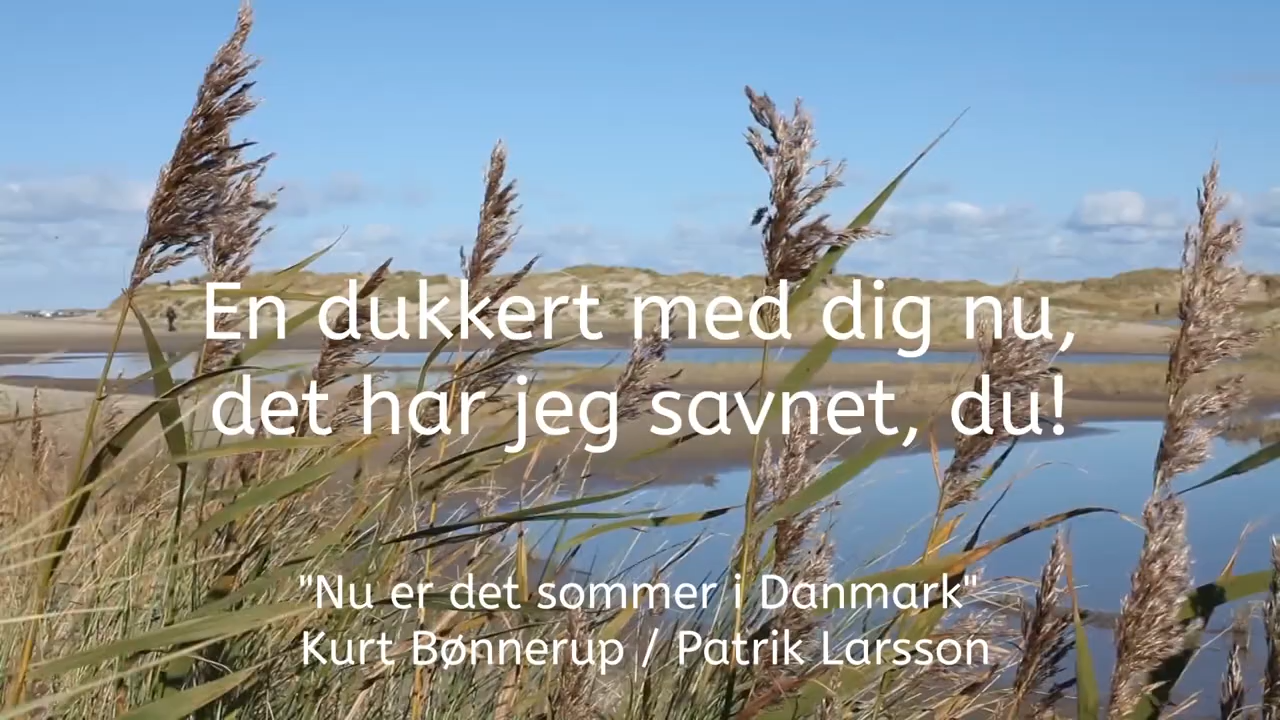 En dukkert med dig nu,
det har jeg savnet, du!
"Nu er det sommer i Danmark"
Kurt Bønnerup / Patrik Larsson